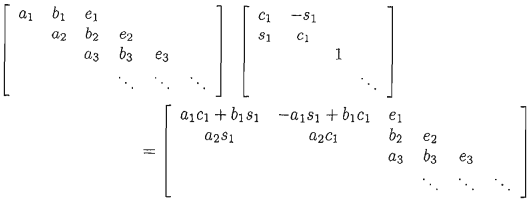 [ a₁ b₁ e₁ ] [ c₁ −s₁ ]
[ a₂ b₂ e₂ ] [ s₁ c₁ ]
[ a₃ b₃ e₃ ] [ 1 ]
[ ⋱ ⋱ ⋱ ] [ ⋱ ]
= [ a₁c₁ + b₁s₁ −a₁s₁ + b₁c₁ e₁ ]
[ a₂s₁ a₂c₁ b₂ e₂ ]
[ a₃ b₃ e₃ ]
[ ⋱ ⋱ ⋱ ]